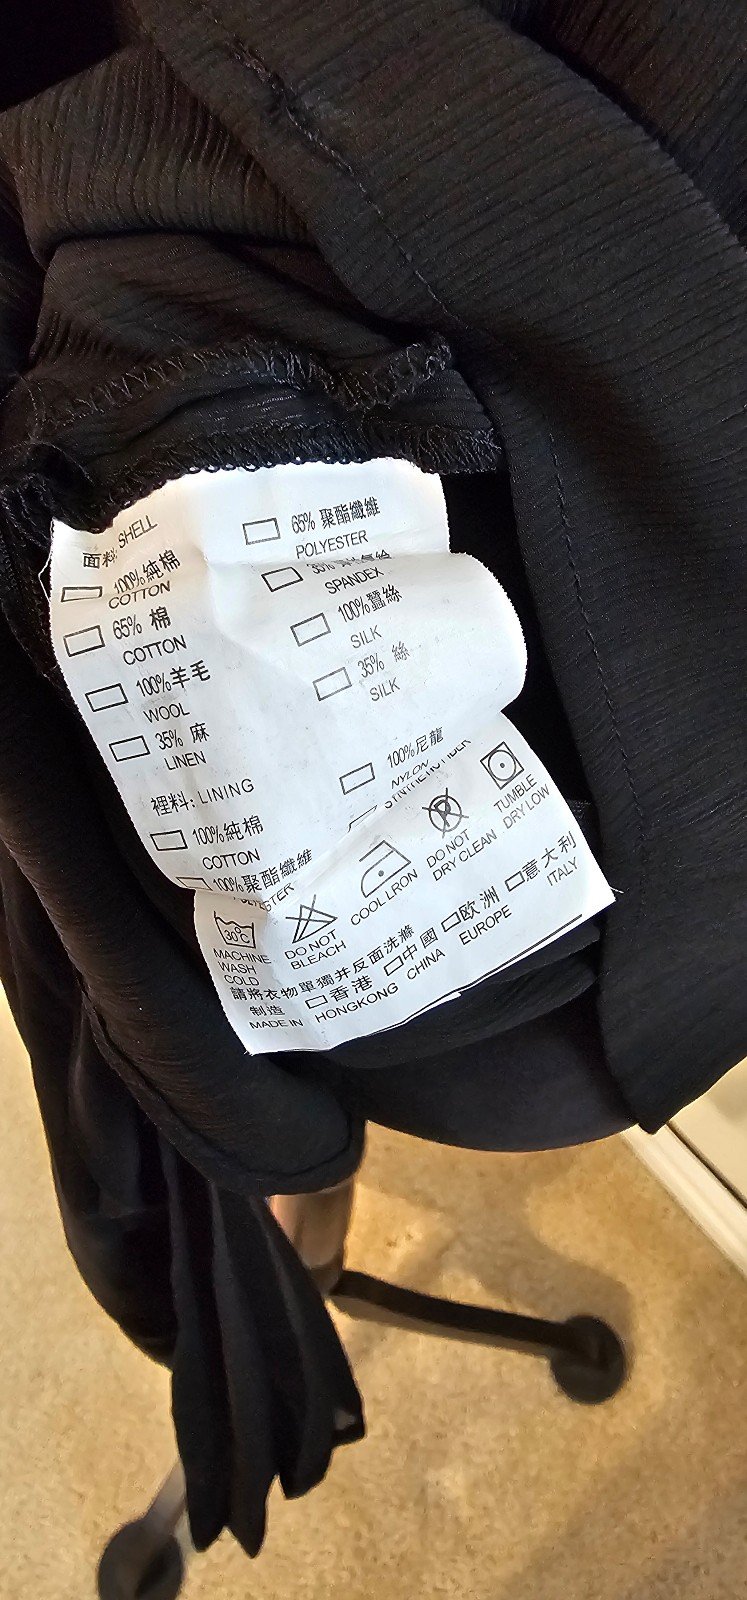 面料: SHELL
100%純棉
COTTON
65% 棉
COTTON
100%羊毛
WOOL
35% 麻
LINEN
65% 聚酯纖維
POLYESTER
35%
SPANDEX
100%蠶絲
SILK
35% 絲
SILK
裡料: LINING
100%純棉
COTTON
100%聚酯纖維
100%尼龍
NYLON
30°C
MACHINE
WASH
COLD
DO NOT
BLEACH
COOL LRON
DO NOT
DRY CLEAN
TUMBLE
DRY LOW
請將衣物單獨并反面洗滌
制造 香港 中國 欧洲 意大利
MADE IN HONGKONG CHINA EUROPE ITALY